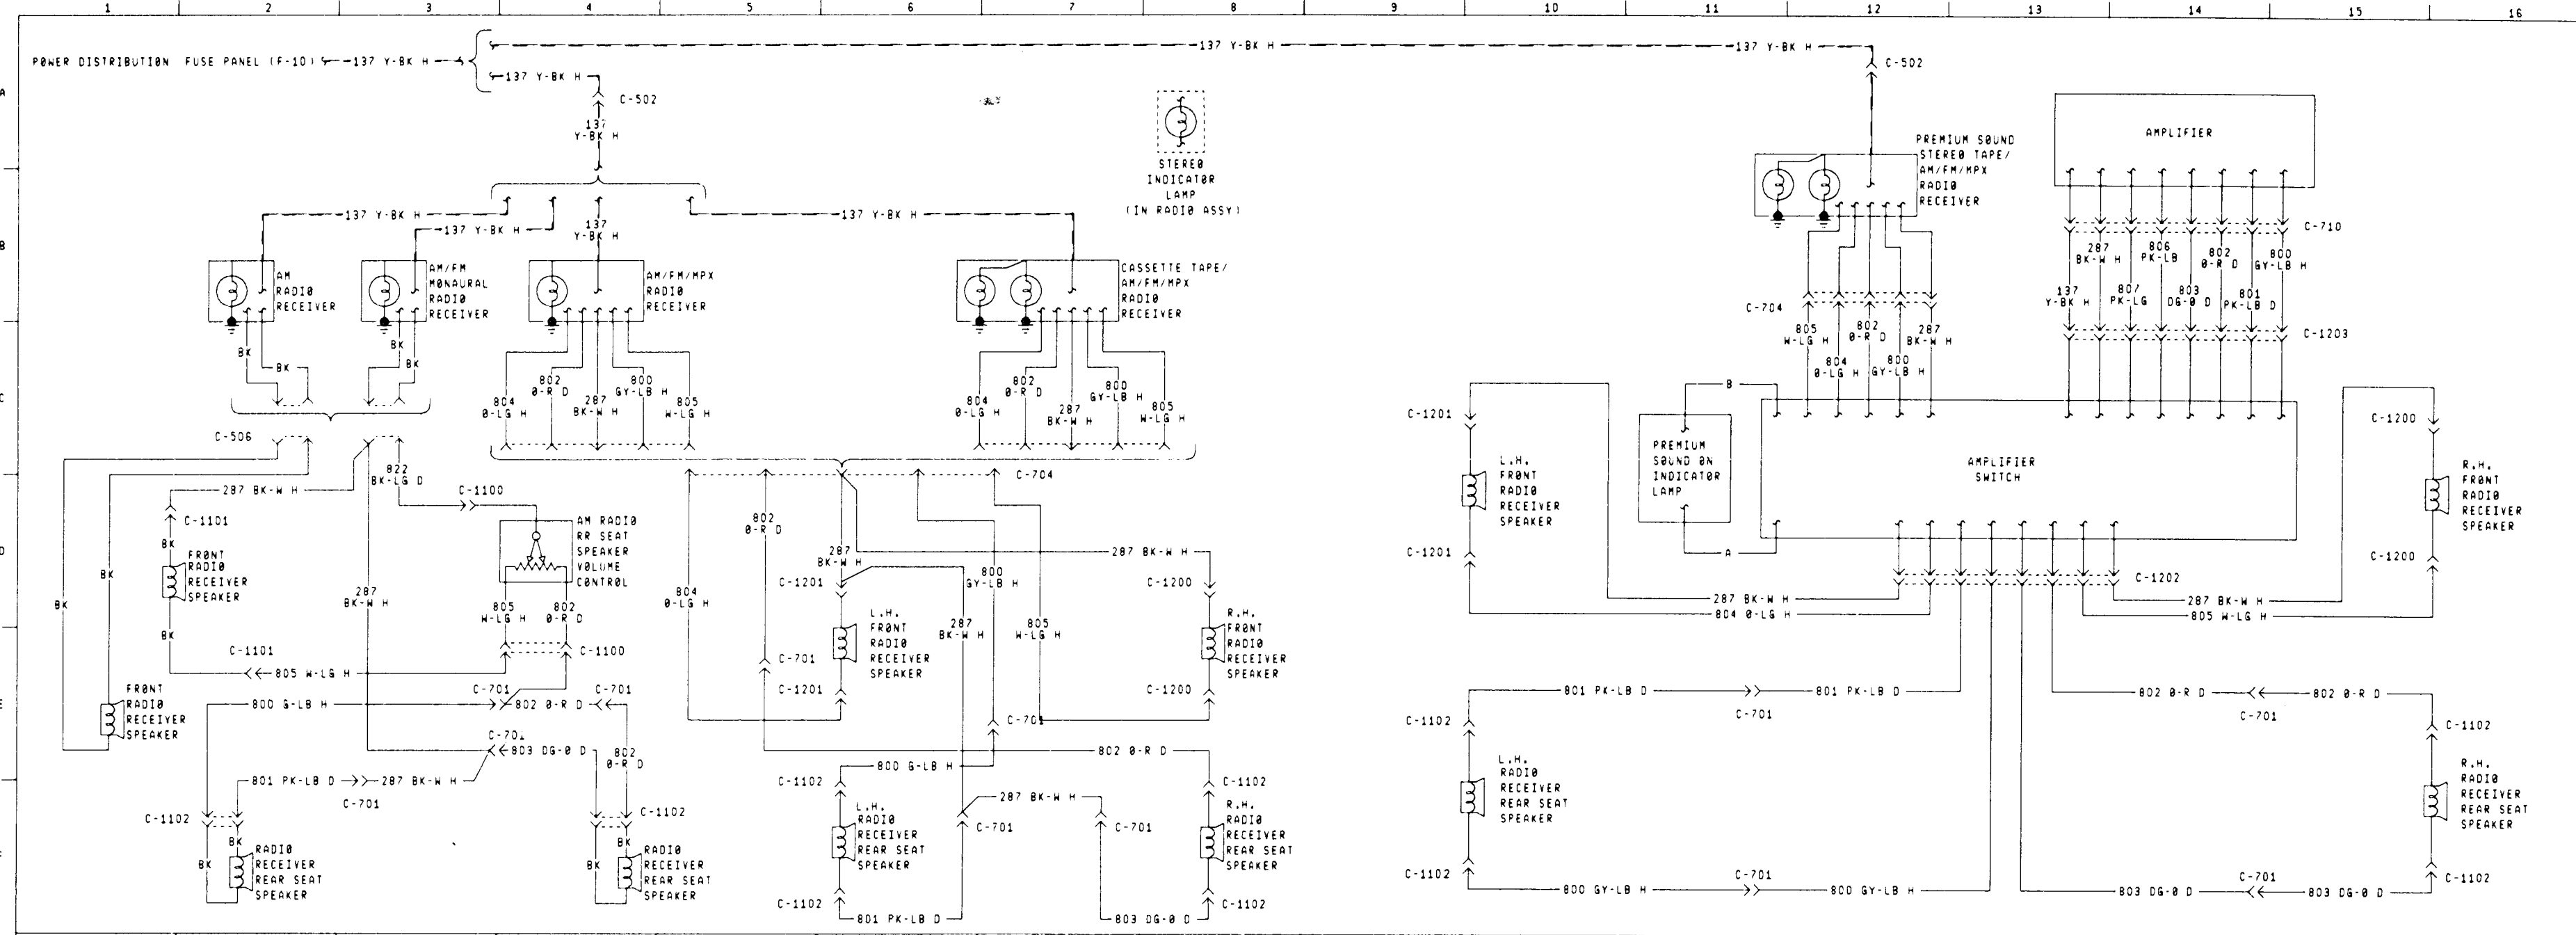 1 2 3 4 5 6 7 8 9 10 11 12 13 14 15 16
A
B
C
D
E
POWER DISTRIBUTION FUSE PANEL (F-10)
137 Y-BK H
137 Y-BK H
137 Y-BK H
137 Y-BK H
C-502
C-502
137
Y-BK H
STEREO
INDICATOR
LAMP
(IN RADIO ASSY)
PREMIUM SOUND
STEREO TAPE/
AM/FM/MPX
RADIO
RECEIVER
AMPLIFIER
137 Y-BK H
137 Y-BK H
137
Y-BK H
137 Y-BK H
AM
RADIO
RECEIVER
AM/FM
MONAURAL
RADIO
RECEIVER
AM/FM/MPX
RADIO
RECEIVER
CASSETTE TAPE/
AM/FM/MPX
RADIO
RECEIVER
C-710
287
BK-W H
806
PK-LB
802
O-R D
800
GY-LB H
137
Y-BK H
807
PK-LG
803
DG-O D
801
PK-LB D
C-1203
C-704
805
W-LG H
802
O-R D
287
BK-W H
804
O-LG H
800
GY-LB H
BK
BK
BK
BK
804
O-LG H
802
O-R D
287
BK-W H
800
GY-LB H
805
W-LG H
804
O-LG H
802
O-R D
287
BK-W H
800
GY-LB H
805
W-LG H
C-506
C-704
822
BK-LG D
287 BK-W H
C-1100
C-1101
BK
FRONT
RADIO
RECEIVER
SPEAKER
BK
BK
BK
287
BK-W H
AM RADIO
RR SEAT
SPEAKER
VOLUME
CONTROL
805
W-LG H
802
O-R D
C-1100
C-1101
805 W-LG H
FRONT
RADIO
RECEIVER
SPEAKER
800 G-LB H
C-701
802 O-R D
C-701
C-701
803 DG-O D
802
O-R D
801 PK-LB D
287 BK-W H
C-701
C-1102
C-1102
BK
BK
RADIO
RECEIVER
REAR SEAT
SPEAKER
BK
BK
RADIO
RECEIVER
REAR SEAT
SPEAKER
802
O-R D
287
BK-W H
287 BK-W H
800
GY-LB H
C-1201
C-1200
804
O-LG H
L.H.
FRONT
RADIO
RECEIVER
SPEAKER
287
BK-W H
805
W-LG H
R.H.
FRONT
RADIO
RECEIVER
SPEAKER
C-701
C-1201
C-1200
C-701
802 O-R D
800 G-LB H
C-1102
C-1102
287 BK-W H
L.H.
RADIO
RECEIVER
REAR SEAT
SPEAKER
C-701
C-701
R.H.
RADIO
RECEIVER
REAR SEAT
SPEAKER
C-1102
C-1102
801 PK-LB D
803 DG-O D
B
C-1201
PREMIUM
SOUND ON
INDICATOR
LAMP
AMPLIFIER
SWITCH
C-1200
L.H.
FRONT
RADIO
RECEIVER
SPEAKER
R.H.
FRONT
RADIO
RECEIVER
SPEAKER
C-1201
A
C-1200
C-1202
287 BK-W H
804 O-LG H
287 BK-W H
805 W-LG H
801 PK-LB D
801 PK-LB D
C-701
802 O-R D
802 O-R D
C-701
C-1102
C-1102
L.H.
RADIO
RECEIVER
REAR SEAT
SPEAKER
R.H.
RADIO
RECEIVER
REAR SEAT
SPEAKER
C-1102
C-701
800 GY-LB H
800 GY-LB H
C-701
803 DG-O D
803 DG-O D
C-1102